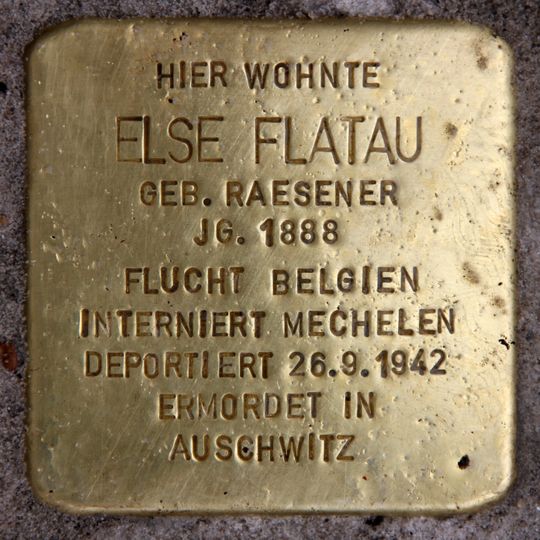 HIER WOHNTE
ELSE FLATAU
GEB. RAESENER
JG. 1888
FLUCHT BELGIEN
INTERNIERT MECHELEN
DEPORTIERT 26.9.1942
ERMORDET IN
AUSCHWITZ